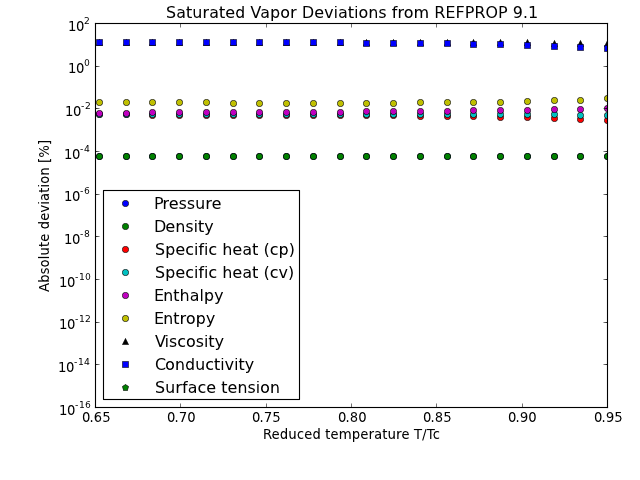 Saturated Vapor Deviations from REFPROP 9.1
10^2
10^0
10^-2
10^-4
10^-6
10^-8
10^-10
10^-12
10^-14
10^-16
Absolute deviation [%]
Pressure
Density
Specific heat (cp)
Specific heat (cv)
Enthalpy
Entropy
Viscosity
Conductivity
Surface tension
0.65 0.70 0.75 0.80 0.85 0.90 0.95
Reduced temperature T/Tc